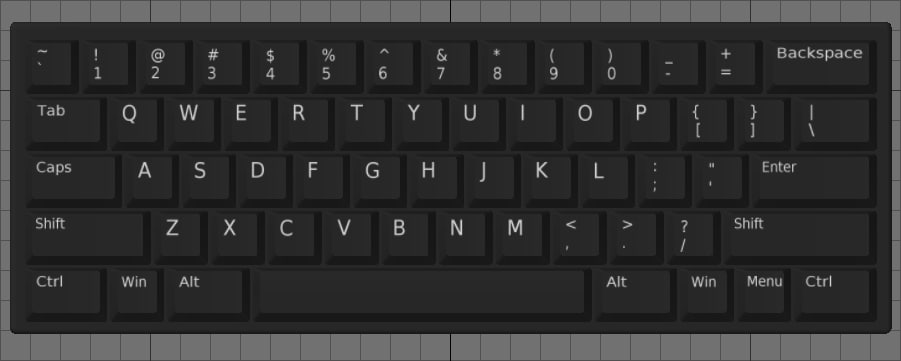 ~ ! @ # $ % ^ & * ( ) _ + Backspace
` 1 2 3 4 5 6 7 8 9 0 - =
Tab Q W E R T Y U I O P { } |
[ ] \
Caps A S D F G H J K L : " Enter
; '
Shift Z X C V B N M < > ? Shift
, . /
Ctrl Win Alt Alt Win Menu Ctrl